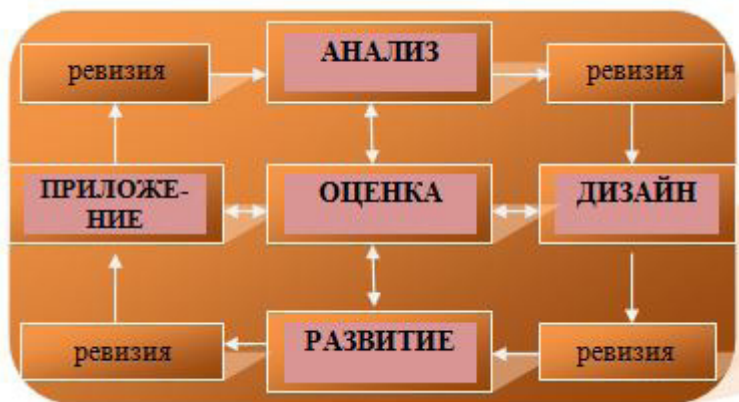 ревизия
АНАЛИЗ
ревизия
ПРИЛОЖЕ-
НИЕ
ОЦЕНКА
ДИЗАЙН
ревизия
РАЗВИТИЕ
ревизия